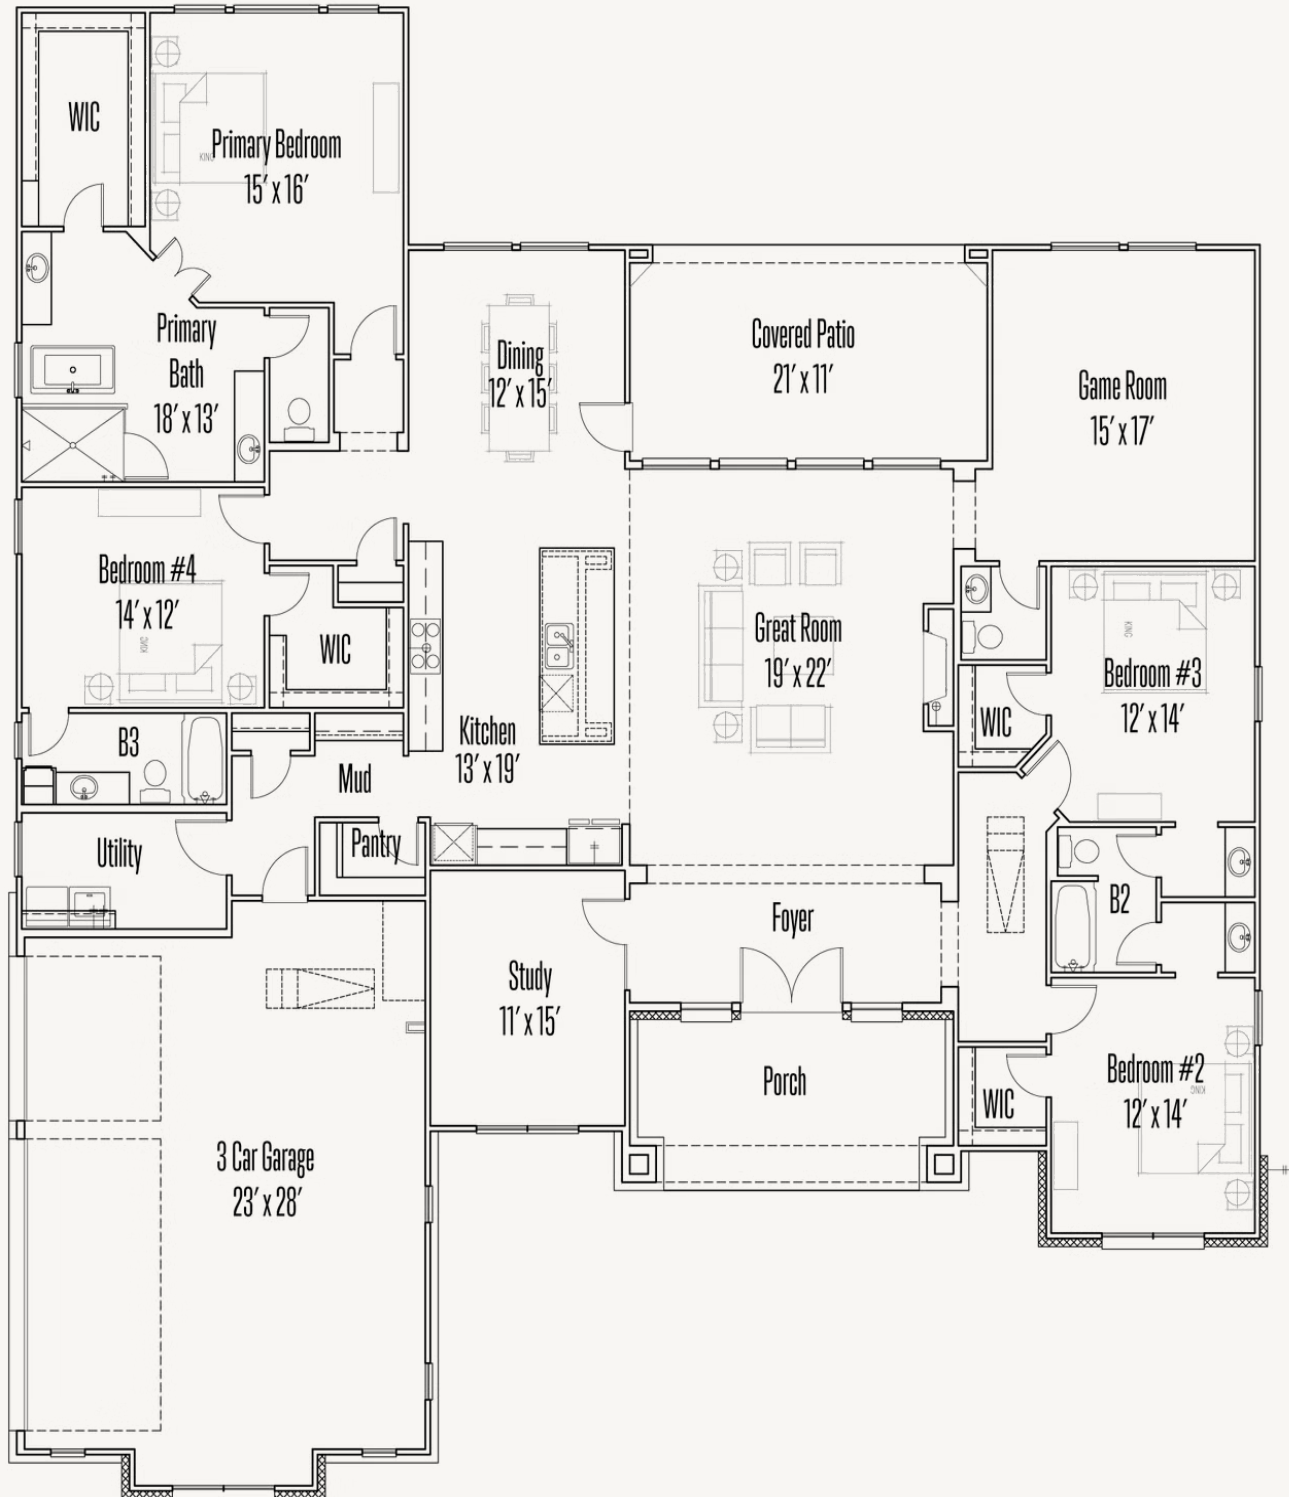 WIC
Primary Bedroom
15' x 16'
KING
Primary
Bath
18' x 13'
Dining
12' x 15'
Covered Patio
21' x 11'
Game Room
15' x 17'
Bedroom #4
14' x 12'
WIC
Great Room
19' x 22'
KING
Bedroom #3
12' x 14'
WIC
B3
Kitchen
13' x 19'
Mud
Utility
Pantry
B2
Foyer
Study
11' x 15'
Porch
Bedroom #2
12' x 14'
KING
WIC
3 Car Garage
23' x 28'